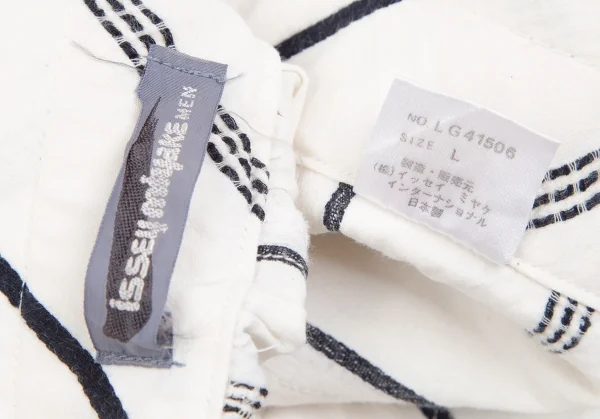 issey miyake MEN
NO. LG41506
SIZE L
製造・販売元
(株)イッセイ ミヤケ
インターナショナル
日本製